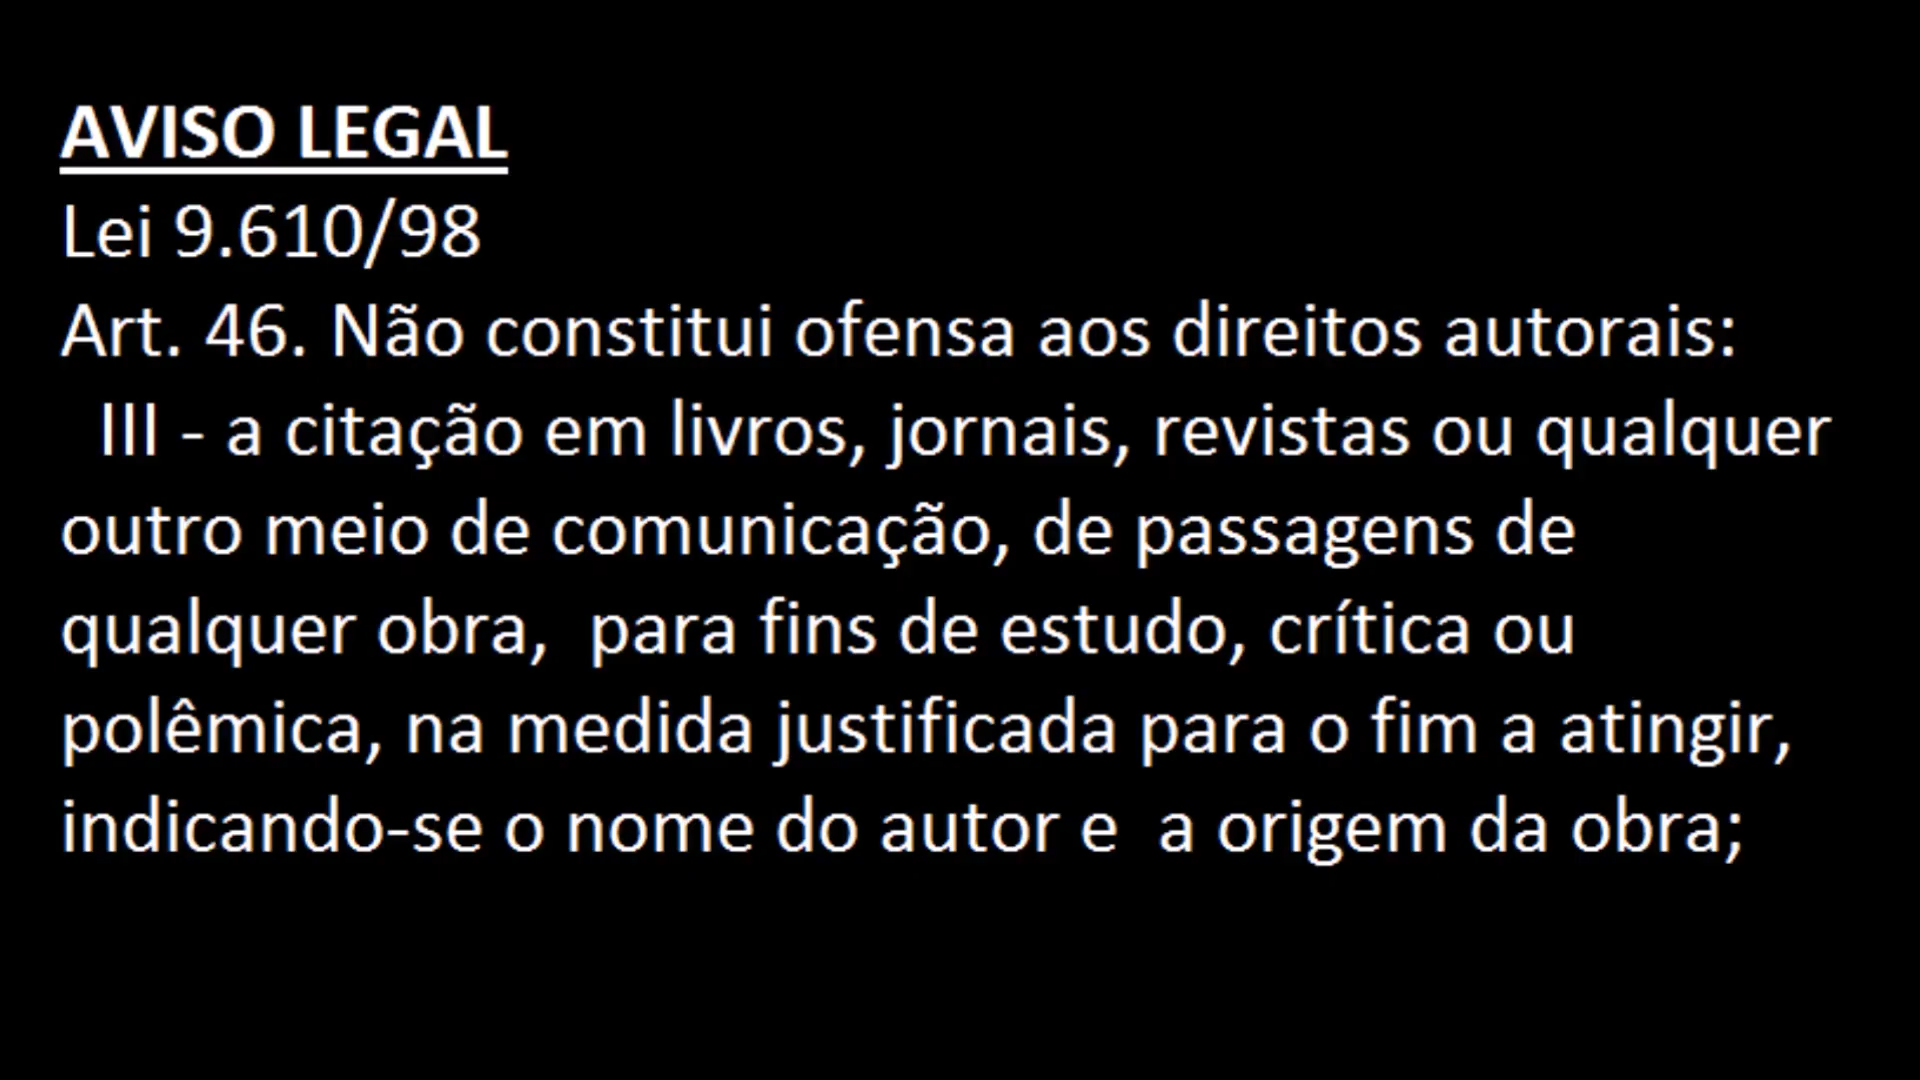 AVISO LEGAL
Lei 9.610/98
Art. 46. Não constitui ofensa aos direitos autorais:
III - a citação em livros, jornais, revistas ou qualquer
outro meio de comunicação, de passagens de
qualquer obra,  para fins de estudo, crítica ou
polêmica, na medida justificada para o fim a atingir,
indicando-se o nome do autor e  a origem da obra;